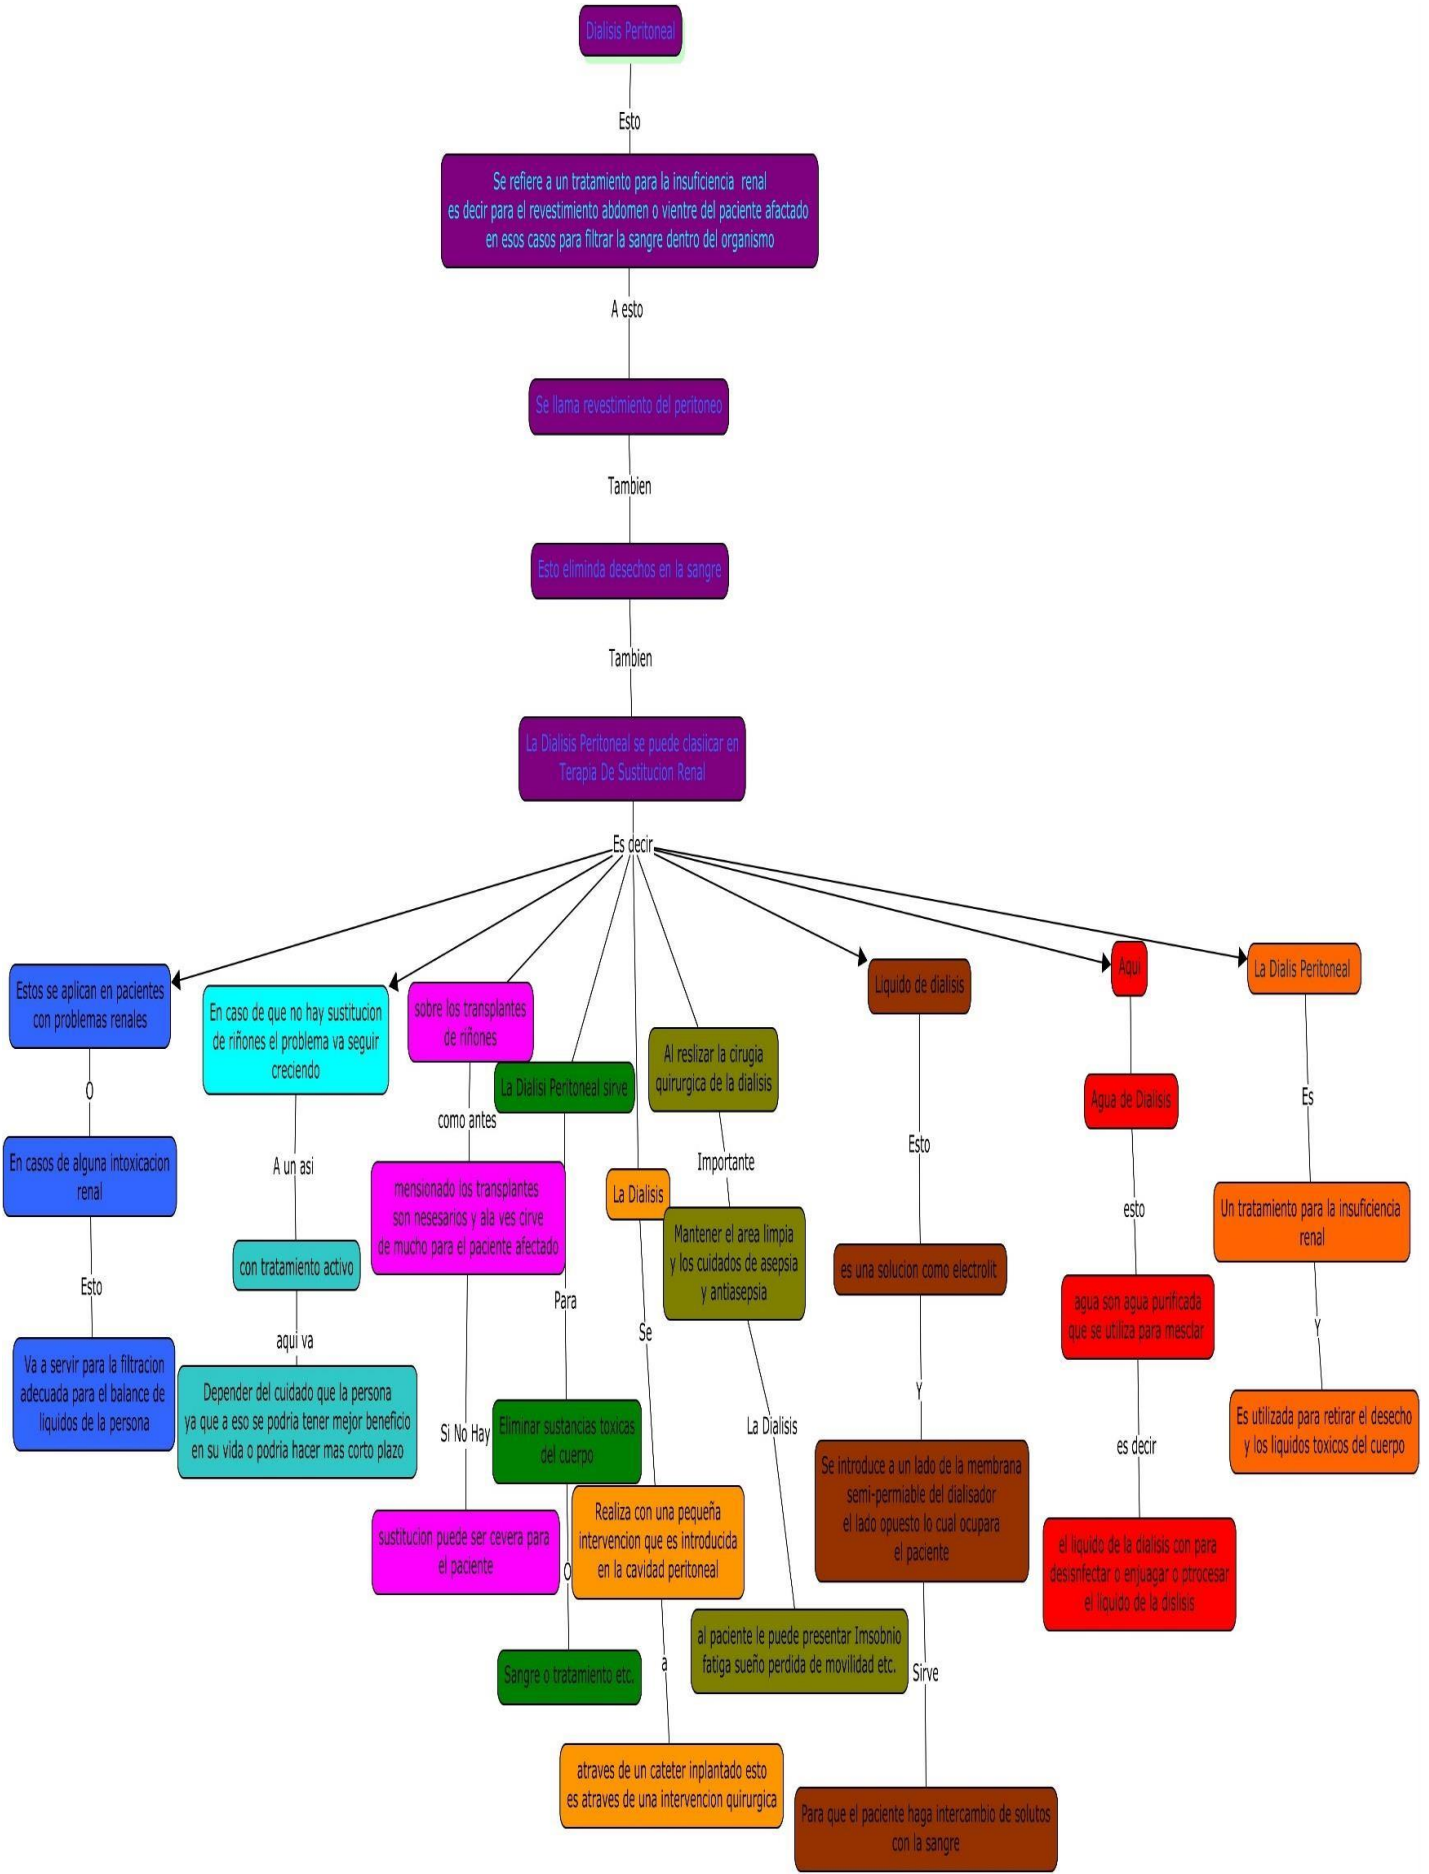 Dialisis Peritoneal
Esto
Se refiere a un tratamiento para la insuficiencia renal
es decir para el revestimiento abdomen o vientre del paciente afactado
en esos casos para filtrar la sangre dentro del organismo
A esto
Se llama revestimiento del peritoneo
Tambien
Esto eliminda desechos en la sangre
Tambien
La Dialisis Peritoneal se puede clasiicar en
Terapia De Sustitucion Renal
Es decir
Estos se aplican en pacientes
con problemas renales
O
En casos de alguna intoxicacion
renal
Esto
Va a servir para la filtracion
adecuada para el balance de
liquidos de la persona
En caso de que no hay sustitucion
de riñones el problema va seguir
creciendo
A un asi
con tratamiento activo
aqui va
Depender del cuidado que la persona
ya que a eso se podria tener mejor beneficio
en su vida o podria hacer mas corto plazo
sobre los transplantes
de riñones
como antes
mensionado los transplantes
son nesesarios y ala ves cirve
de mucho para el paciente afectado
Si No Hay
sustitucion puede ser cevera para
el paciente
La Dialisi Peritoneal sirve
Para
Eliminar sustancias toxicas
del cuerpo
O
Sangre o tratamiento etc.
La Dialisis
Se
Realiza con una pequeña
intervencion que es introducida
en la cavidad peritoneal
a
atraves de un cateter inplantado esto
es atraves de una intervencion quirurgica
Al reslizar la cirugia
quirurgica de la dialisis
Importante
Mantener el area limpia
y los cuidados de asepsia
y antiasepsia
La Dialisis
al paciente le puede presentar Imsobnio
fatiga sueño perdida de movilidad etc.
Liquido de dialisis
Esto
es una solucion como electrolit
Y
Se introduce a un lado de la membrana
semi-permiable del dialisador
el lado opuesto lo cual ocupara
el paciente
Sirve
Para que el paciente haga intercambio de solutos
con la sangre
Aqui
Agua de Dialisis
esto
agua son agua purificada
que se utiliza para mesclar
es decir
el liquido de la dialisis con para
desisnfectar o enjuagar o ptrocesar
el liquido de la dislisis
La Dialis Peritoneal
Es
Un tratamiento para la insuficiencia
renal
Y
Es utilizada para retirar el desecho
y los liquidos toxicos del cuerpo